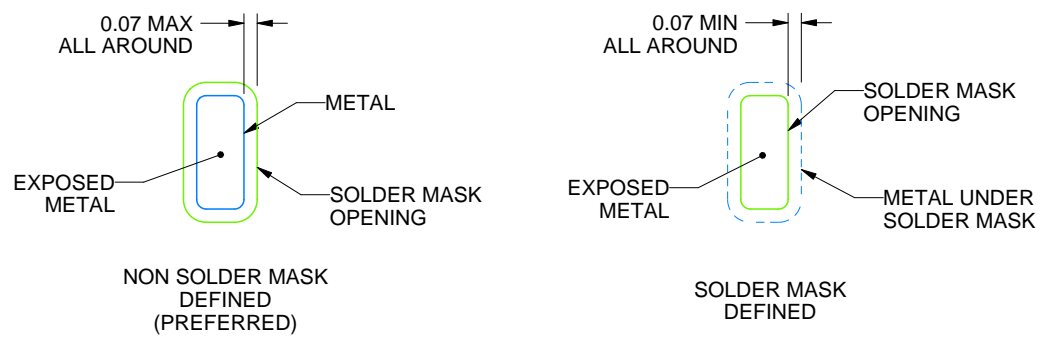 0.07 MAX
ALL AROUND
METAL
EXPOSED
METAL
SOLDER MASK
OPENING
NON SOLDER MASK
DEFINED
(PREFERRED)
0.07 MIN
ALL AROUND
SOLDER MASK
OPENING
EXPOSED
METAL
METAL UNDER
SOLDER MASK
SOLDER MASK
DEFINED